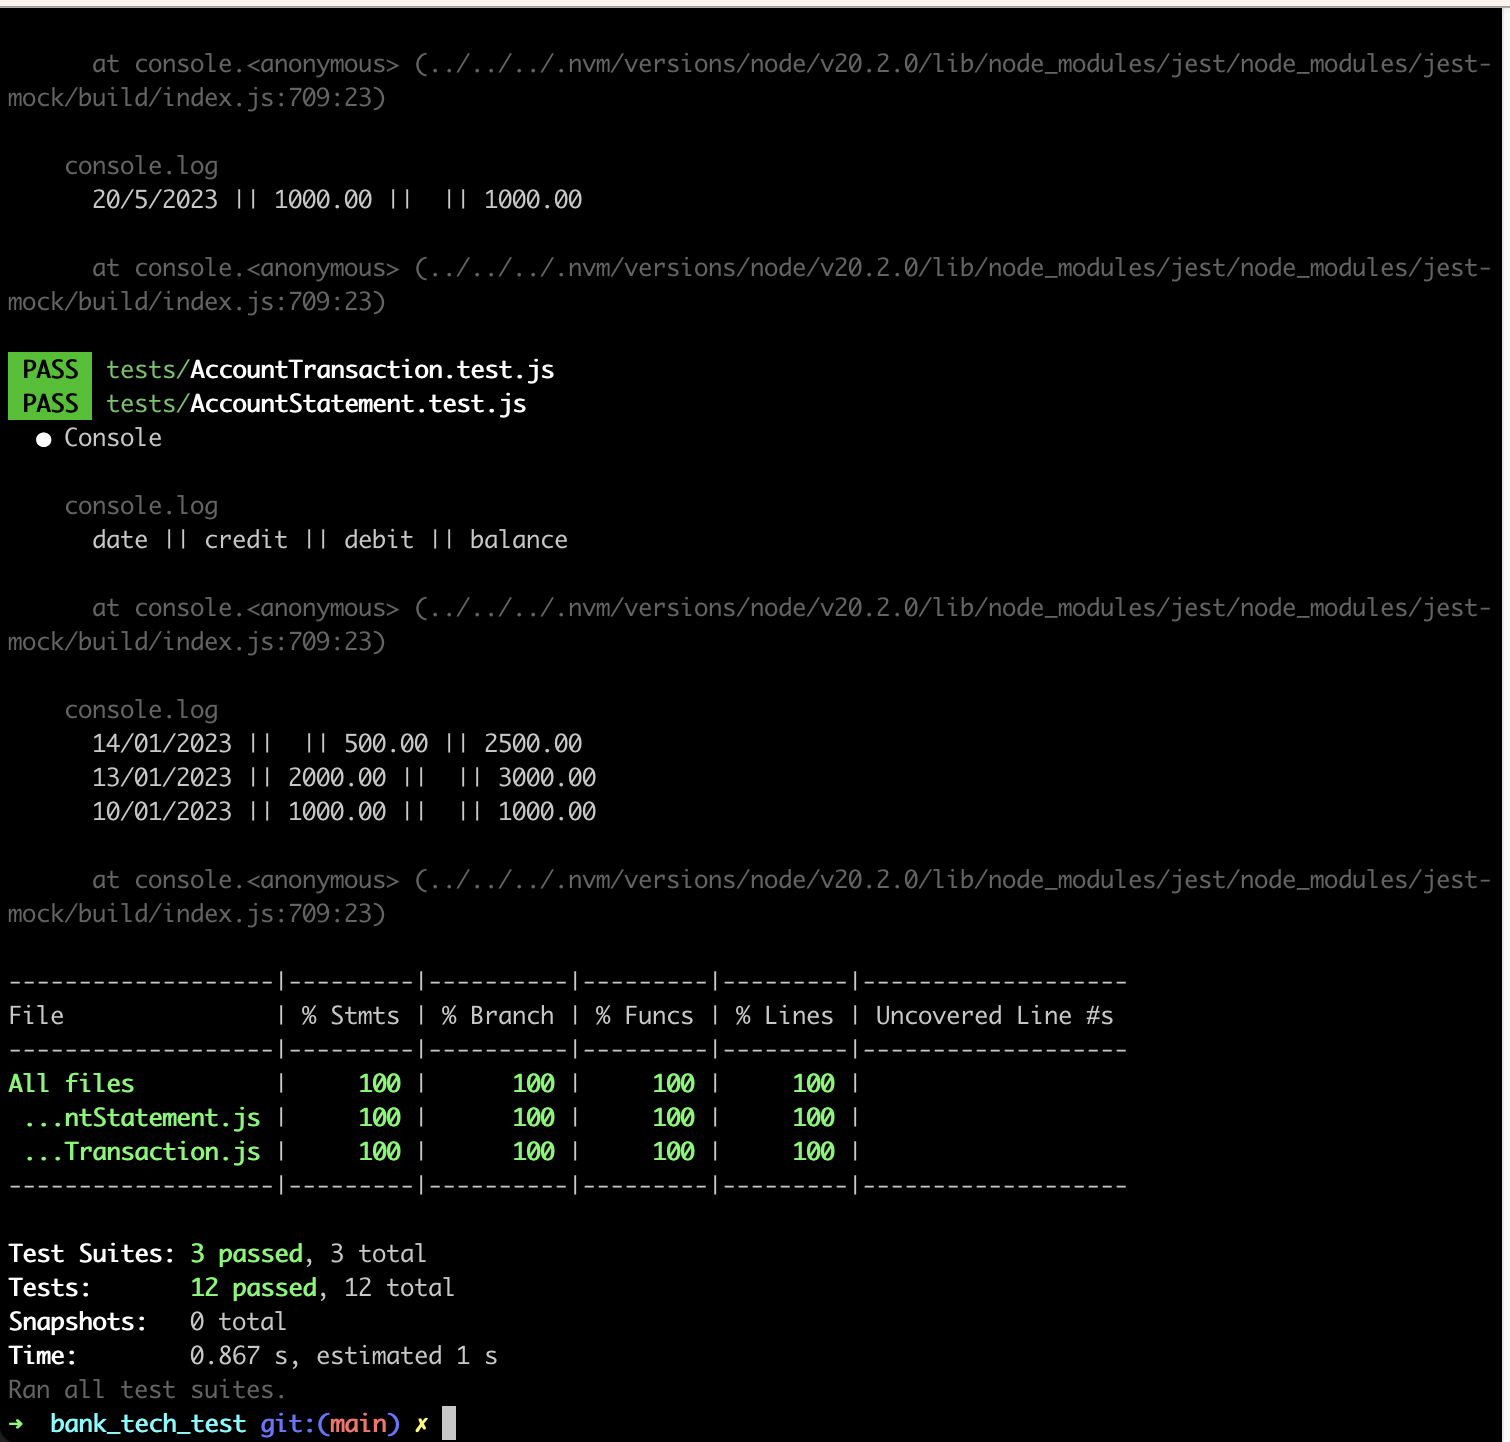 at console.<anonymous> (../../../.nvm/versions/node/v20.2.0/lib/node_modules/jest/node_modules/jest-
mock/build/index.js:709:23)
console.log
20/5/2023 || 1000.00 ||  || 1000.00
at console.<anonymous> (../../../.nvm/versions/node/v20.2.0/lib/node_modules/jest/node_modules/jest-
mock/build/index.js:709:23)
PASS tests/AccountTransaction.test.js
PASS tests/AccountStatement.test.js
● Console
console.log
date || credit || debit || balance
at console.<anonymous> (../../../.nvm/versions/node/v20.2.0/lib/node_modules/jest/node_modules/jest-
mock/build/index.js:709:23)
console.log
14/01/2023 ||  || 500.00 || 2500.00
13/01/2023 || 2000.00 ||  || 3000.00
10/01/2023 || 1000.00 ||  || 1000.00
at console.<anonymous> (../../../.nvm/versions/node/v20.2.0/lib/node_modules/jest/node_modules/jest-
mock/build/index.js:709:23)
-------------------|---------|----------|---------|---------|-------------------
File               | % Stmts | % Branch | % Funcs | % Lines | Uncovered Line #s
-------------------|---------|----------|---------|---------|-------------------
All files          |     100 |      100 |     100 |     100 |
 ...ntStatement.js |     100 |      100 |     100 |     100 |
 ...Transaction.js |     100 |      100 |     100 |     100 |
-------------------|---------|----------|---------|---------|-------------------
Test Suites: 3 passed, 3 total
Tests:       12 passed, 12 total
Snapshots:   0 total
Time:        0.867 s, estimated 1 s
Ran all test suites.
➜  bank_tech_test git:(main) ✗